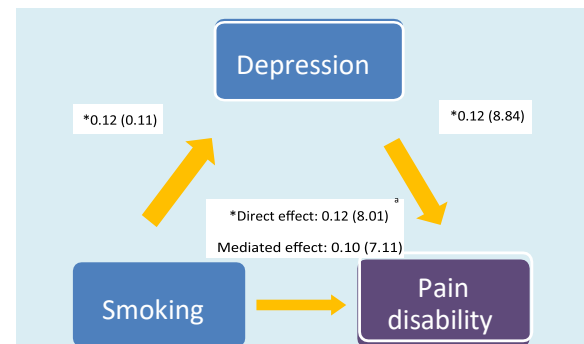 Depression
*0.12 (0.11)
*0.12 (8.84)
*Direct effect: 0.12 (8.01) a
Mediated effect: 0.10 (7.11)
Smoking
Pain
disability